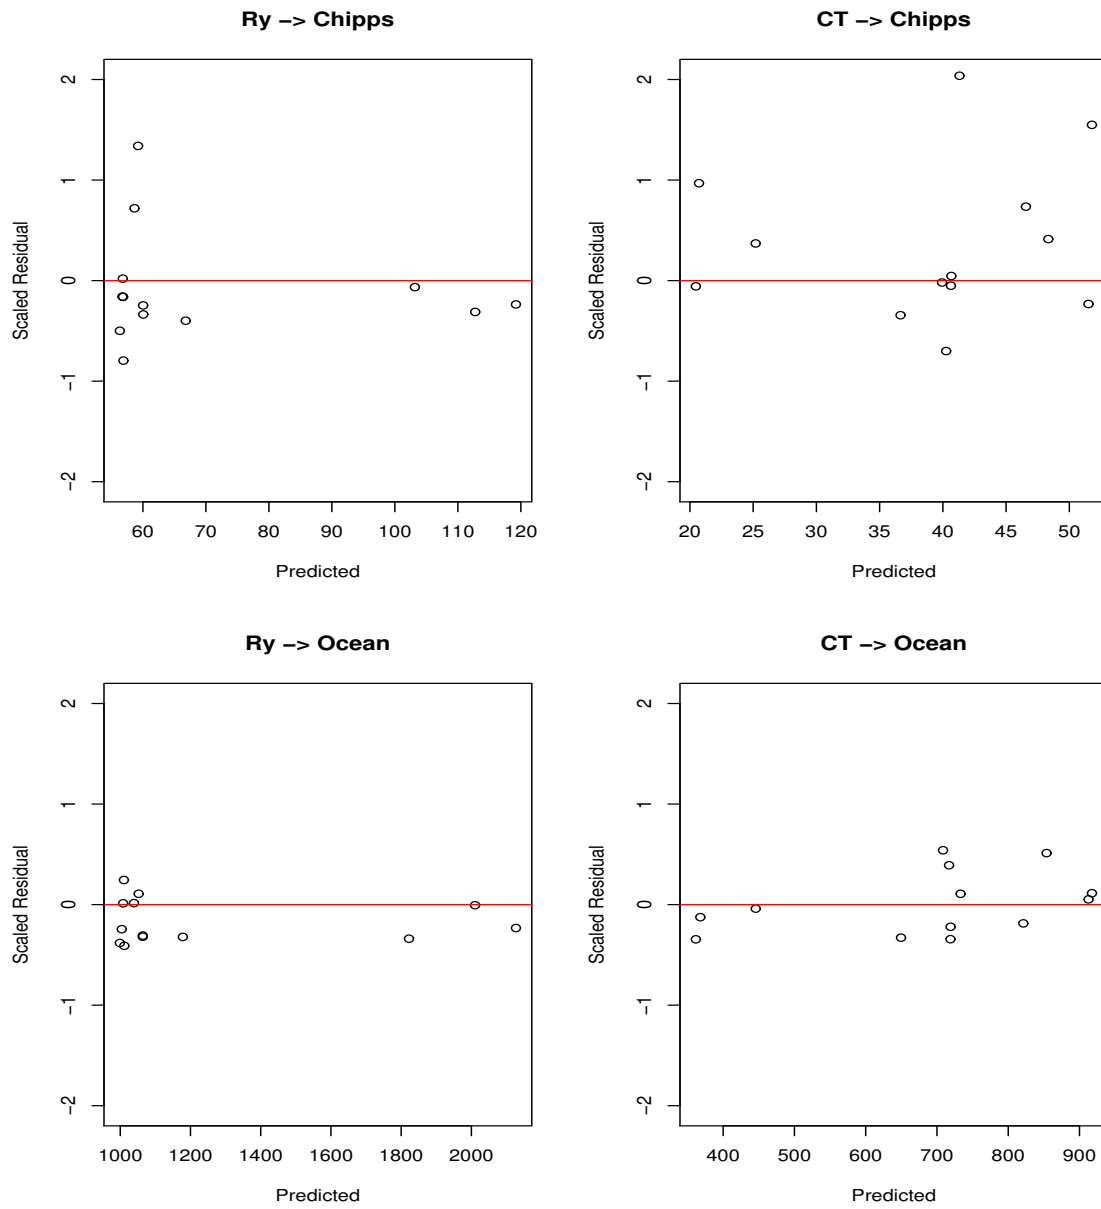 Ry −> Chipps
Scaled Residual
2
1
0
−1
−2
60 70 80 90 100 110 120
Predicted
CT −> Chipps
Scaled Residual
2
1
0
−1
−2
20 25 30 35 40 45 50
Predicted
Ry −> Ocean
Scaled Residual
2
1
0
−1
−2
1000 1200 1400 1600 1800 2000
Predicted
CT −> Ocean
Scaled Residual
2
1
0
−1
−2
400 500 600 700 800 900
Predicted